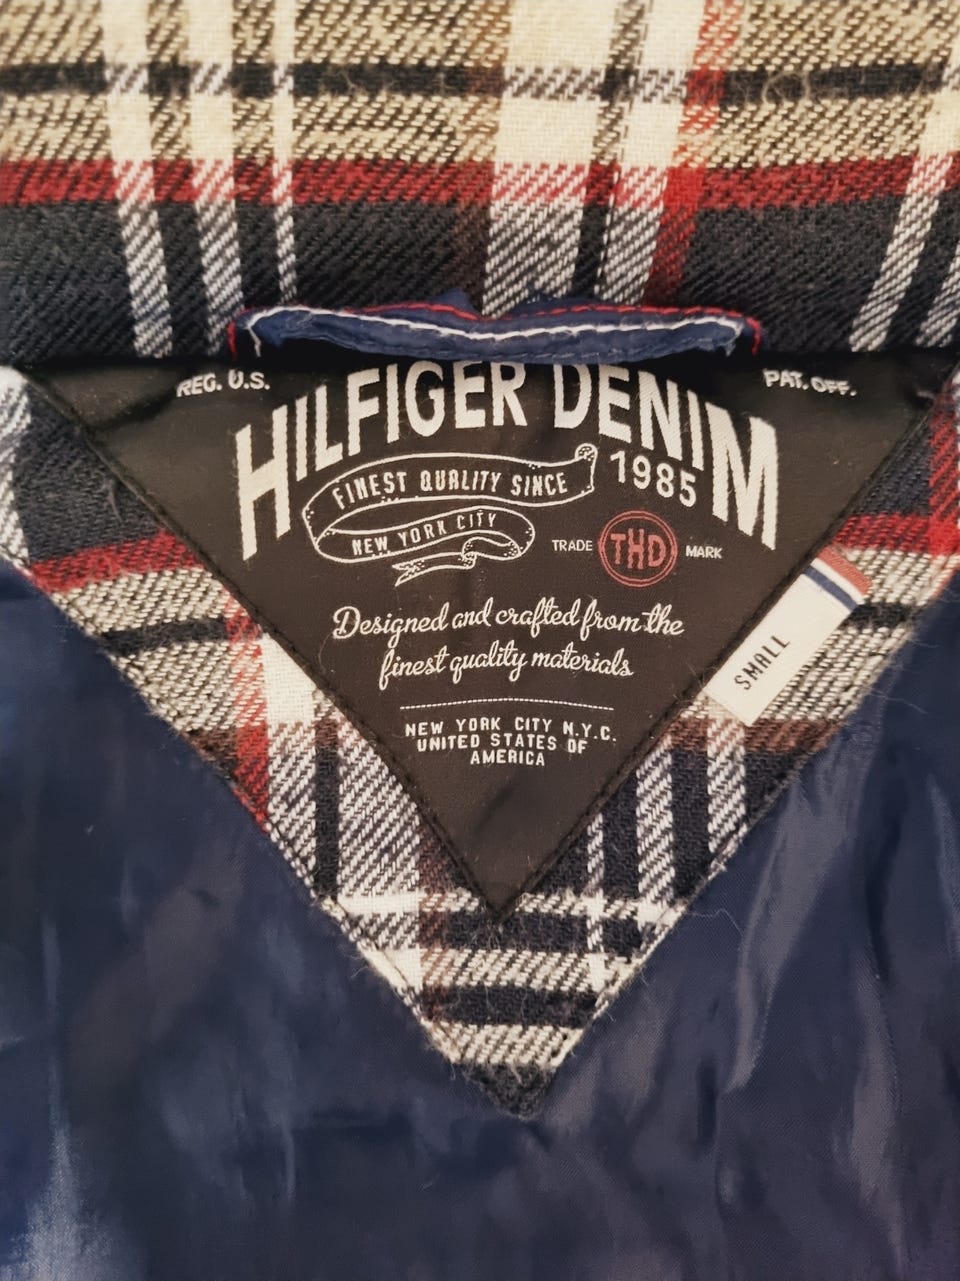 REG. U.S.
PAT. OFF.
HILFIGER DENIM
FINEST QUALITY SINCE
1985
NEW YORK CITY
TRADE THD MARK
Designed and crafted from the
finest quality materials
SMALL
NEW YORK CITY N.Y.C.
UNITED STATES OF
AMERICA